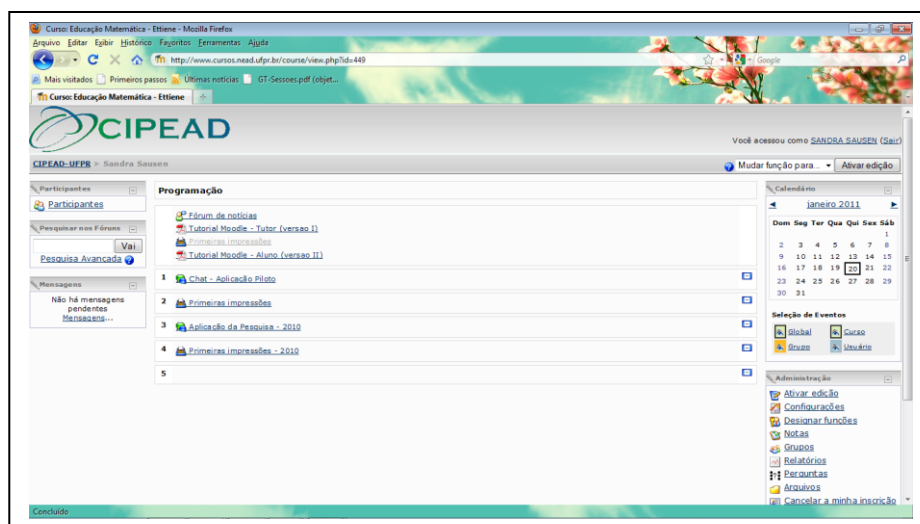 Curso: Educação Matemática - Ettiene - Mozilla Firefox
Arquivo Editar Exibir Histórico Favoritos Ferramentas Ajuda
http://www.cursos.nead.ufpr.br/course/view.php?id=449
Google
Mais visitados Primeiros passos Últimas notícias GT-Sessoes.pdf (objet...
Curso: Educação Matemática - Ettiene
CIPEAD
Você acessou como SANDRA SAUSEN (Sair)
CIPEAD-UFPR > Sandra Sausen
Mudar função para...
Ativar edição
Participantes
Participantes
Pesquisar nos Fóruns
Vai
Pesquisa Avançada
Mensagens
Não há mensagens
pendentes
Mensagens...
Programação
Fórum de notícias
Tutorial Moodle - Tutor (versao I)
Primeiras impressões
Tutorial Moodle - Aluno (versao II)
1 Chat - Aplicação Piloto
2 Primeiras impressões
3 Aplicação da Pesquisa - 2010
4 Primeiras impressões - 2010
5
Calendário
janeiro 2011
Dom Seg Ter Qua Qui Sex Sáb
1
2 3 4 5 6 7 8
9 10 11 12 13 14 15
16 17 18 19 20 21 22
23 24 25 26 27 28 29
30 31
Seleção de Eventos
Global Curso
Grupo Usuário
Administração
Ativar edição
Configurações
Designar funções
Notas
Grupos
Relatórios
Perguntas
Arquivos
Cancelar a minha inscrição
Concluído